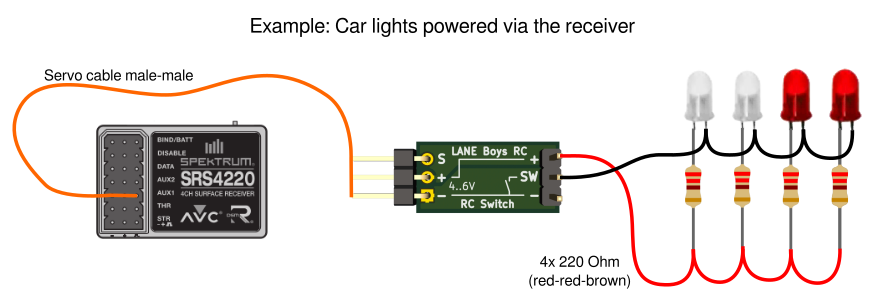 Example: Car lights powered via the receiver
Servo cable male-male
BIND/BATT
DISABLE
DATA
AUX2
AUX1
THR
STR
-+⎍
SPEKTRUM
SRS4220
4CH SURFACE RECEIVER
AVC
DSMR
S
+
-
LANE Boys RC
4..6V
RC Switch
+
SW
-
4x 220 Ohm
(red-red-brown)